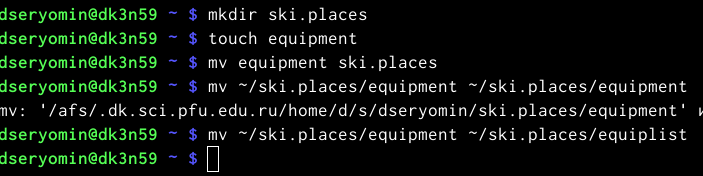 dseryomin@dk3n59 ~ $ mkdir ski.places
dseryomin@dk3n59 ~ $ touch equipment
dseryomin@dk3n59 ~ $ mv equipment ski.places
dseryomin@dk3n59 ~ $ mv ~/ski.places/equipment ~/ski.places/equipment
mv: '/afs/.dk.sci.pfu.edu.ru/home/d/s/dseryomin/ski.places/equipment' и
dseryomin@dk3n59 ~ $ mv ~/ski.places/equipment ~/ski.places/equiplist
dseryomin@dk3n59 ~ $